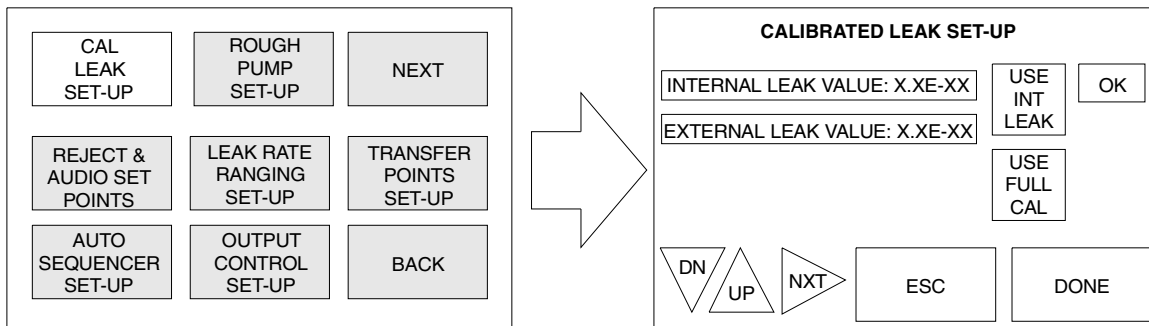 CAL
LEAK
SET-UP
ROUGH
PUMP
SET-UP
NEXT
REJECT &
AUDIO SET
POINTS
LEAK RATE
RANGING
SET-UP
TRANSFER
POINTS
SET-UP
AUTO
SEQUENCER
SET-UP
OUTPUT
CONTROL
SET-UP
BACK
CALIBRATED LEAK SET-UP
INTERNAL LEAK VALUE: X.XE-XX
USE
INT
LEAK
OK
EXTERNAL LEAK VALUE: X.XE-XX
USE
FULL
CAL
DN
UP
NXT
ESC
DONE